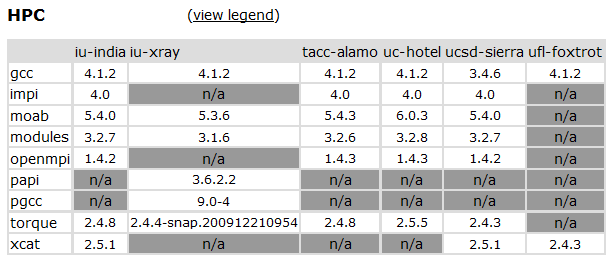 HPC (view legend)
iu-india iu-xray tacc-alamo uc-hotel ucsd-sierra ufl-foxtrot
gcc 4.1.2 4.1.2 4.1.2 4.1.2 3.4.6 4.1.2
impi 4.0 n/a 4.0 4.0 4.0 n/a
moab 5.4.0 5.3.6 5.4.3 6.0.3 5.4.0 n/a
modules 3.2.7 3.1.6 3.2.6 3.2.8 3.2.7 n/a
openmpi 1.4.2 n/a 1.4.3 1.4.3 1.4.2 n/a
papi n/a 3.6.2.2 n/a n/a n/a n/a
pgcc n/a 9.0-4 n/a n/a n/a n/a
torque 2.4.8 2.4.4-snap.200912210954 2.4.8 2.5.5 2.4.3 n/a
xcat 2.5.1 n/a n/a n/a 2.5.1 2.4.3